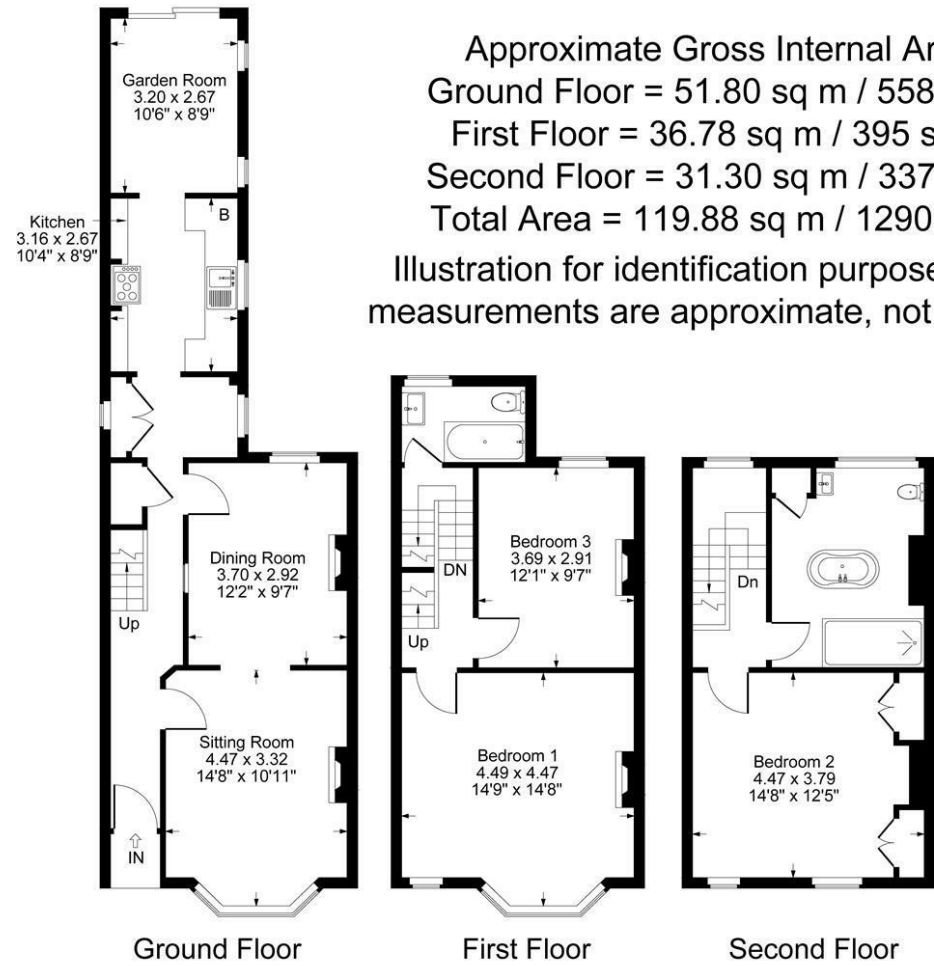 Approximate Gross Internal
Ground Floor = 51.80 sq m / 558
First Floor = 36.78 sq m / 395
Second Floor = 31.30 sq m / 337
Total Area = 119.88 sq m / 1290
Illustration for identification
measurements are approximate, not
Garden Room
3.20 x 2.67
10'6" x 8'9"
Kitchen
3.16 x 2.67
10'4" x 8'9"
B
Up
Dining Room
3.70 x 2.92
12'2" x 9'7"
Sitting Room
4.47 x 3.32
14'8" x 10'11"
IN
Ground Floor
DN
Up
Bedroom 3
3.69 x 2.91
12'1" x 9'7"
Bedroom 1
4.49 x 4.47
14'9" x 14'8"
First Floor
Dn
Bedroom 2
4.47 x 3.79
14'8" x 12'5"
Second Floor